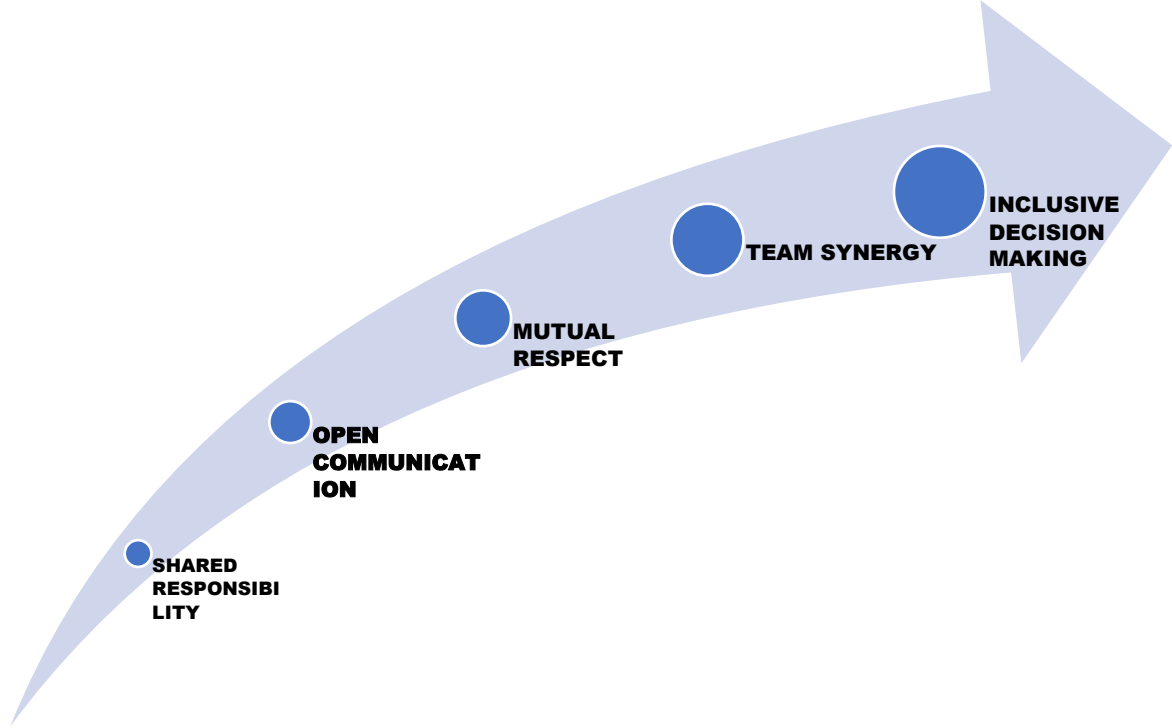 SHARED
RESPONSIBI
LITY
OPEN
COMMUNICAT
ION
MUTUAL
RESPECT
TEAM SYNERGY
INCLUSIVE
DECISION
MAKING